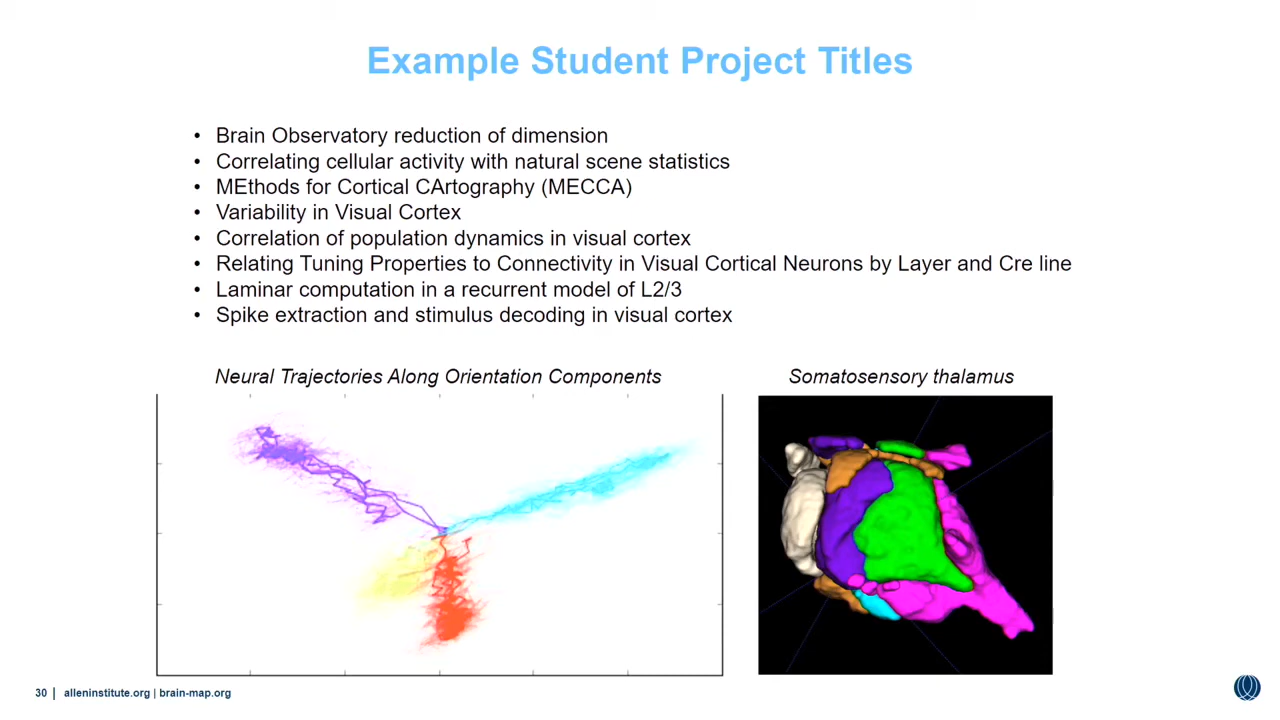 Example Student Project Titles
• Brain Observatory reduction of dimension
• Correlating cellular activity with natural scene statistics
• MEthods for Cortical CArtography (MECCA)
• Variability in Visual Cortex
• Correlation of population dynamics in visual cortex
• Relating Tuning Properties to Connectivity in Visual Cortical Neurons by Layer and Cre line
• Laminar computation in a recurrent model of L2/3
• Spike extraction and stimulus decoding in visual cortex
Neural Trajectories Along Orientation Components
Somatosensory thalamus
30 | alleninstitute.org | brain-map.org